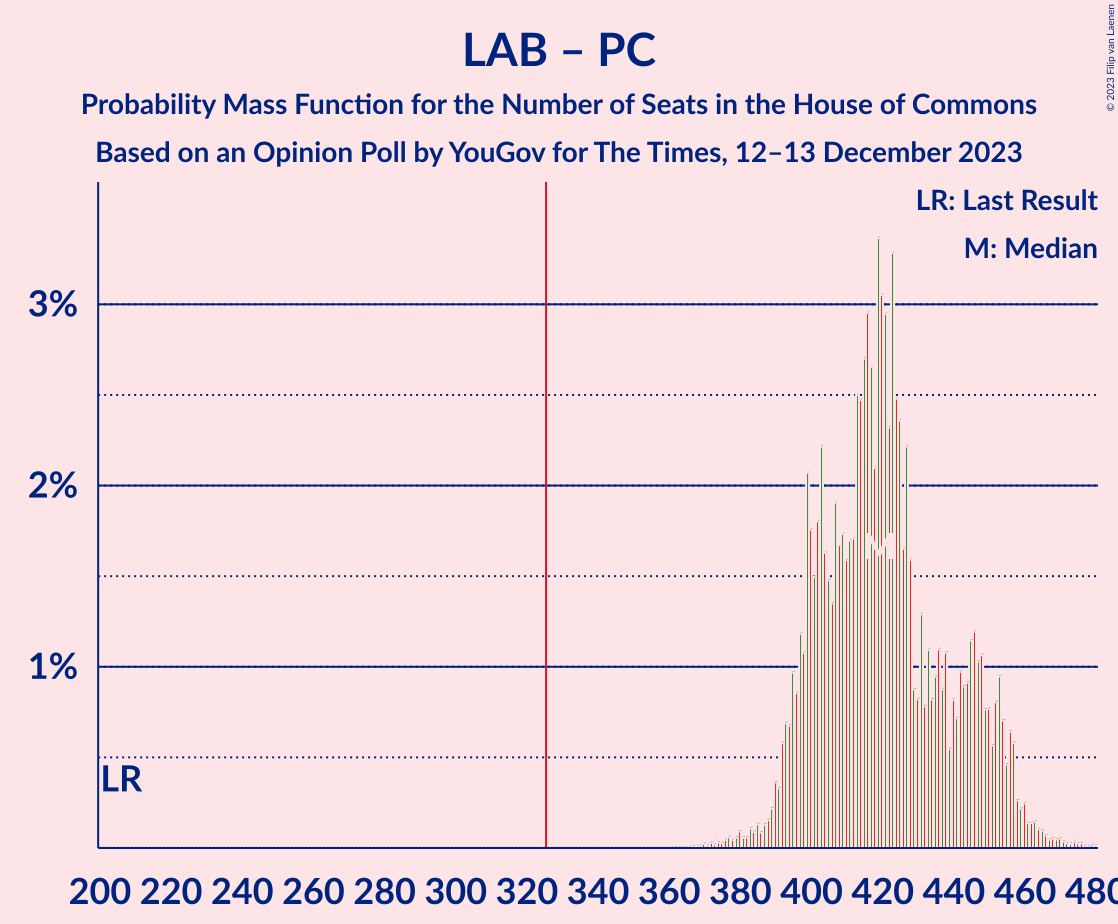 LAB – PC
Probability Mass Function for the Number of Seats in the House of Commons
Based on an Opinion Poll by YouGov for The Times, 12–13 December 2023
© 2023 Filip van Laenen
LR: Last Result
M: Median
3%
2%
1%
LR
200 220 240 260 280 300 320 340 360 380 400 420 440 460 480